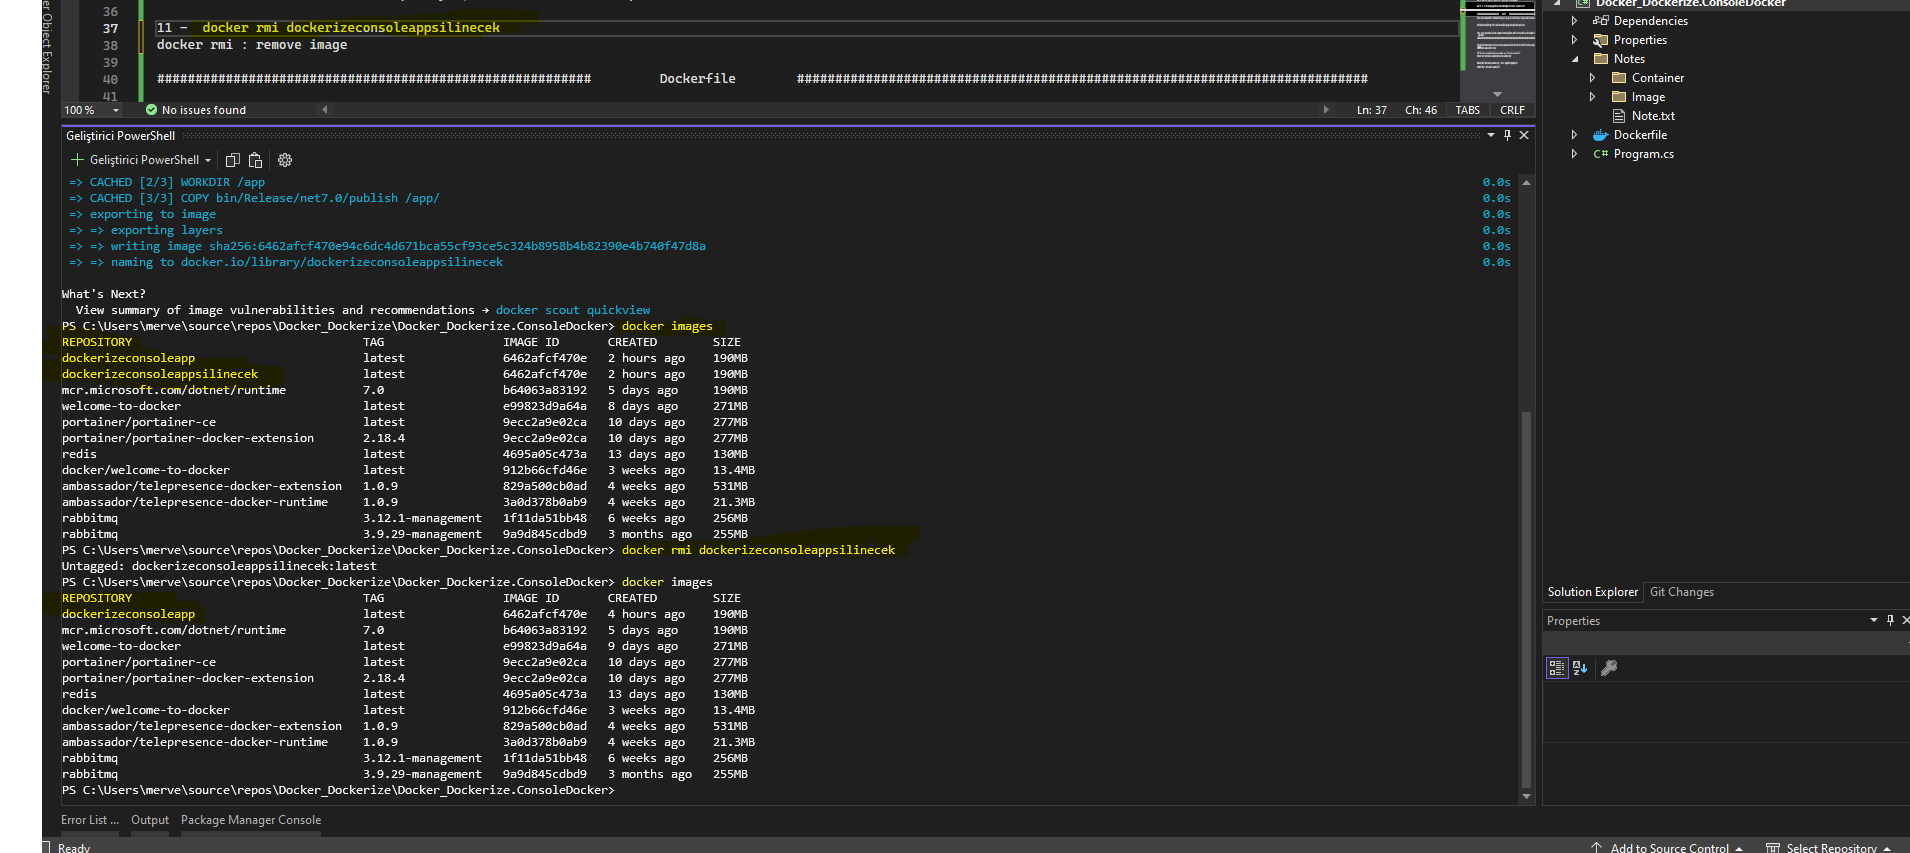 er Object Explorer
36
37 11 -  docker rmi dockerizeconsoleappsilinecek
38 docker rmi : remove image
39
40 ######################################################### Dockerfile ###########################################################################
41
100 % No issues found Ln: 37 Ch: 46 TABS CRLF
Geliştirici PowerShell
Geliştirici PowerShell
=> CACHED [2/3] WORKDIR /app 0.0s
=> CACHED [3/3] COPY bin/Release/net7.0/publish /app/ 0.0s
=> exporting to image 0.0s
=> => exporting layers 0.0s
=> => writing image sha256:6462afcf470e94c6dc4d671bca55cf93ce5c324b8958b4b82390e4b740f47d8a 0.0s
=> => naming to docker.io/library/dockerizeconsoleappsilinecek 0.0s
What's Next?
View summary of image vulnerabilities and recommendations → docker scout quickview
PS C:\Users\merve\source\repos\Docker_Dockerize\Docker_Dockerize.ConsoleDocker> docker images
REPOSITORY TAG IMAGE ID CREATED SIZE
dockerizeconsoleapp latest 6462afcf470e 2 hours ago 190MB
dockerizeconsoleappsilinecek latest 6462afcf470e 2 hours ago 190MB
mcr.microsoft.com/dotnet/runtime 7.0 b64063a83192 5 days ago 190MB
welcome-to-docker latest e99823d9a64a 8 days ago 271MB
portainer/portainer-ce latest 9ecc2a9e02ca 10 days ago 277MB
portainer/portainer-docker-extension 2.18.4 9ecc2a9e02ca 10 days ago 277MB
redis latest 4695a05c473a 13 days ago 130MB
docker/welcome-to-docker latest 912b66cfd46e 3 weeks ago 13.4MB
ambassador/telepresence-docker-extension 1.0.9 829a500cb0ad 4 weeks ago 531MB
ambassador/telepresence-docker-runtime 1.0.9 3a0d378b0ab9 4 weeks ago 21.3MB
rabbitmq 3.12.1-management 1f11da51bb48 6 weeks ago 256MB
rabbitmq 3.9.29-management 9a9d845cdbd9 3 months ago 255MB
PS C:\Users\merve\source\repos\Docker_Dockerize\Docker_Dockerize.ConsoleDocker> docker rmi dockerizeconsoleappsilinecek
Untagged: dockerizeconsoleappsilinecek:latest
PS C:\Users\merve\source\repos\Docker_Dockerize\Docker_Dockerize.ConsoleDocker> docker images
REPOSITORY TAG IMAGE ID CREATED SIZE
dockerizeconsoleapp latest 6462afcf470e 4 hours ago 190MB
mcr.microsoft.com/dotnet/runtime 7.0 b64063a83192 5 days ago 190MB
welcome-to-docker latest e99823d9a64a 9 days ago 271MB
portainer/portainer-ce latest 9ecc2a9e02ca 10 days ago 277MB
portainer/portainer-docker-extension 2.18.4 9ecc2a9e02ca 10 days ago 277MB
redis latest 4695a05c473a 13 days ago 130MB
docker/welcome-to-docker latest 912b66cfd46e 3 weeks ago 13.4MB
ambassador/telepresence-docker-extension 1.0.9 829a500cb0ad 4 weeks ago 531MB
ambassador/telepresence-docker-runtime 1.0.9 3a0d378b0ab9 4 weeks ago 21.3MB
rabbitmq 3.12.1-management 1f11da51bb48 6 weeks ago 256MB
rabbitmq 3.9.29-management 9a9d845cdbd9 3 months ago 255MB
PS C:\Users\merve\source\repos\Docker_Dockerize\Docker_Dockerize.ConsoleDocker>
Error List ... Output Package Manager Console
Ready Add to Source Control Select Repository
Docker_Dockerize.ConsoleDocker
Dependencies
Properties
Notes
Container
Image
Note.txt
Dockerfile
C# Program.cs
Solution Explorer Git Changes
Properties